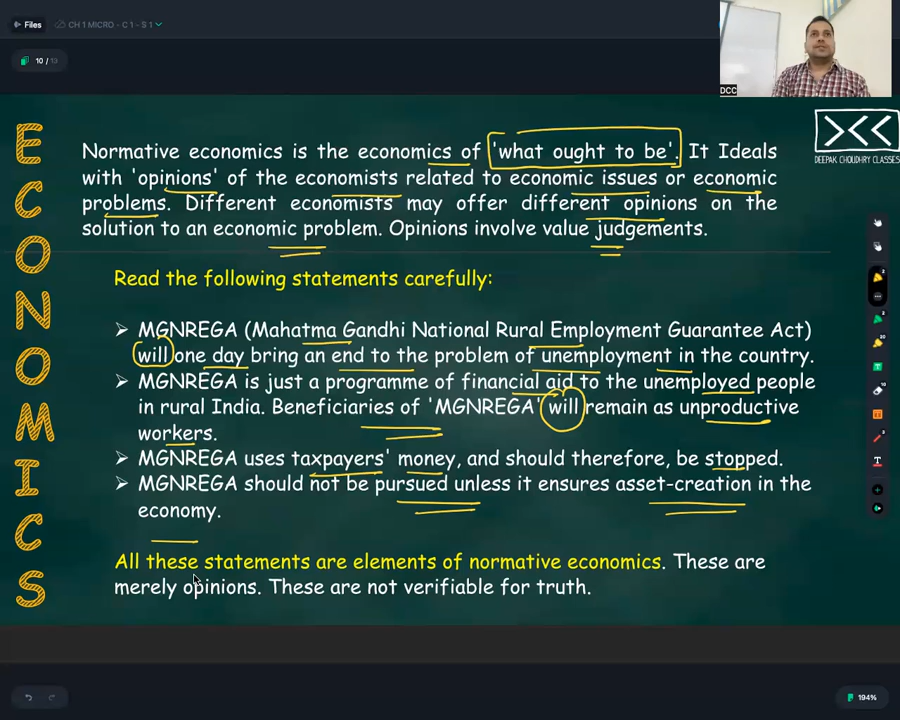 Files
CH 1 MICRO - C 1 - S 1
10 / 13
DCC
DEEPAK CHOUDHRY CLASSES
ECONOMICS
Normative economics is the economics of 'what ought to be'. It Ideals
with 'opinions' of the economists related to economic issues or economic
problems. Different economists may offer different opinions on the
solution to an economic problem. Opinions involve value judgements.
Read the following statements carefully:
➢ MGNREGA (Mahatma Gandhi National Rural Employment Guarantee Act)
will one day bring an end to the problem of unemployment in the country.
➢ MGNREGA is just a programme of financial aid to the unemployed people
in rural India. Beneficiaries of 'MGNREGA' will remain as unproductive
workers.
➢ MGNREGA uses taxpayers' money, and should therefore, be stopped.
➢ MGNREGA should not be pursued unless it ensures asset-creation in the
economy.
All these statements are elements of normative economics. These are
merely opinions. These are not verifiable for truth.
194%